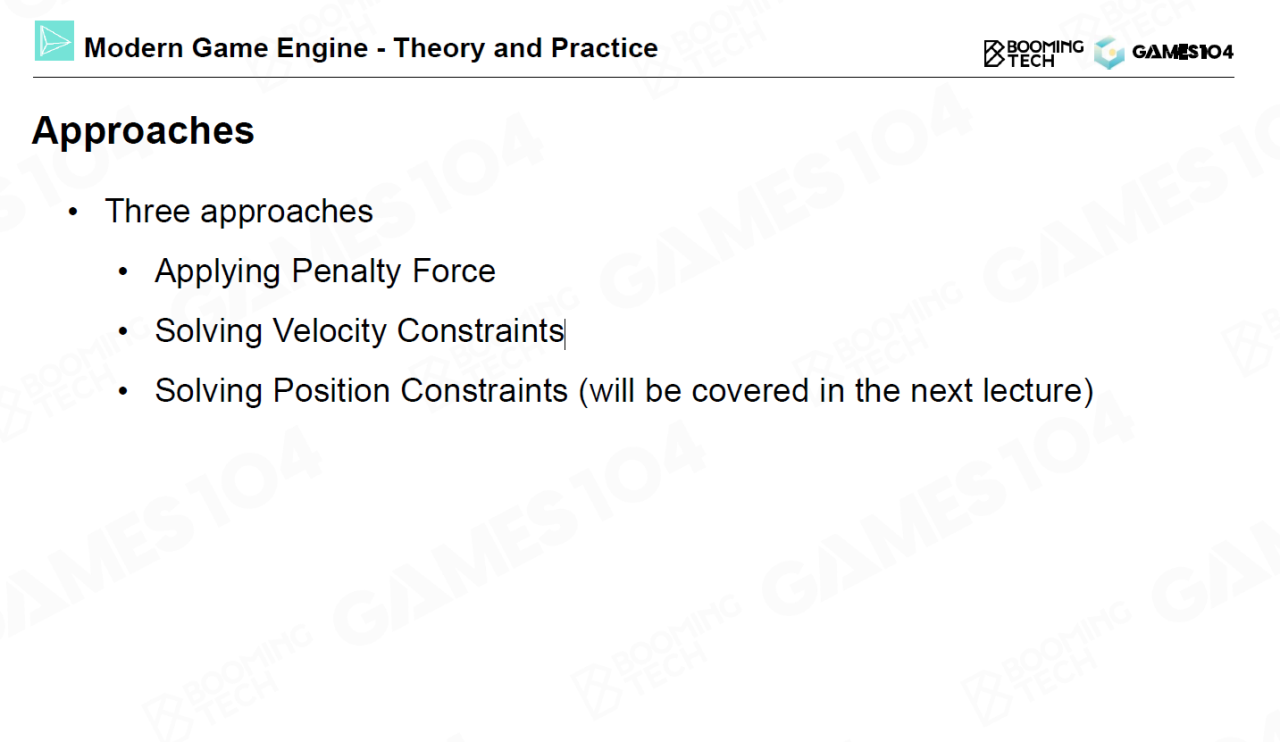 Modern Game Engine - Theory and Practice
BOOMING TECH
GAMES104
Approaches
• Three approaches
• Applying Penalty Force
• Solving Velocity Constraints
• Solving Position Constraints (will be covered in the next lecture)